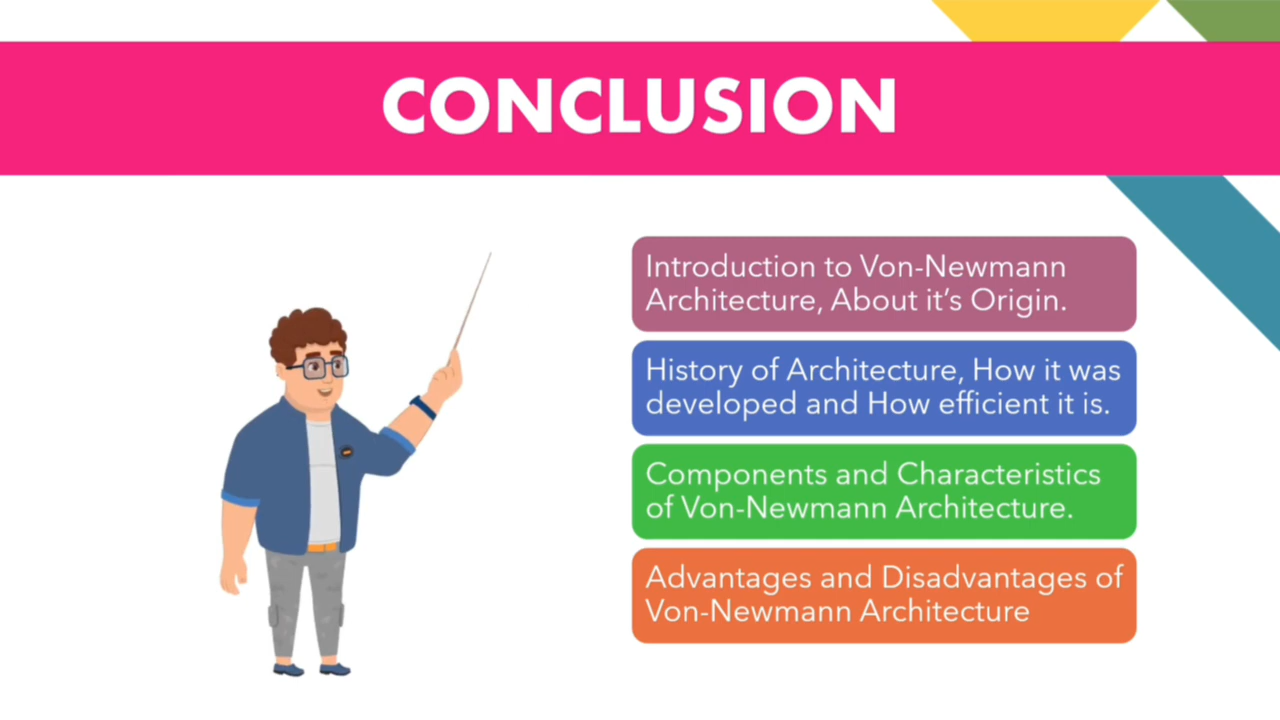 CONCLUSION
Introduction to Von-Newmann
Architecture, About it’s Origin.
History of Architecture, How it was
developed and How efficient it is.
Components and Characteristics
of Von-Newmann Architecture.
Advantages and Disadvantages of
Von-Newmann Architecture